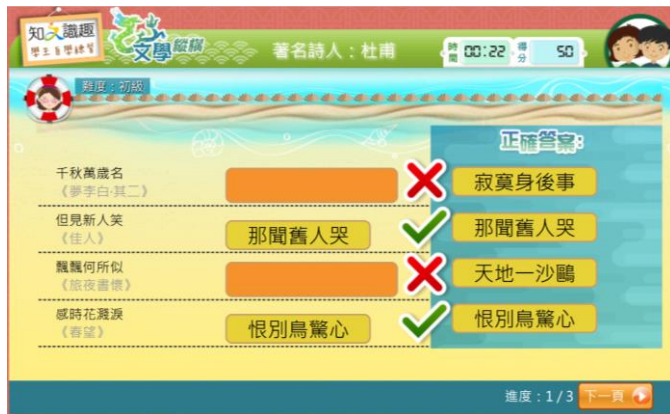 知文識趣
學生自學練習
文學縱橫
著名詩人：杜甫
時間 00:22 得分 50
難度：初級
正確答案：
千秋萬歲名
《夢李白·其二》
寂寞身後事
但見新人笑
《佳人》
那聞舊人哭
那聞舊人哭
飄飄何所似
《旅夜書懷》
天地一沙鷗
感時花濺淚
《春望》
恨別鳥驚心
恨別鳥驚心
進度：1/3 下一頁